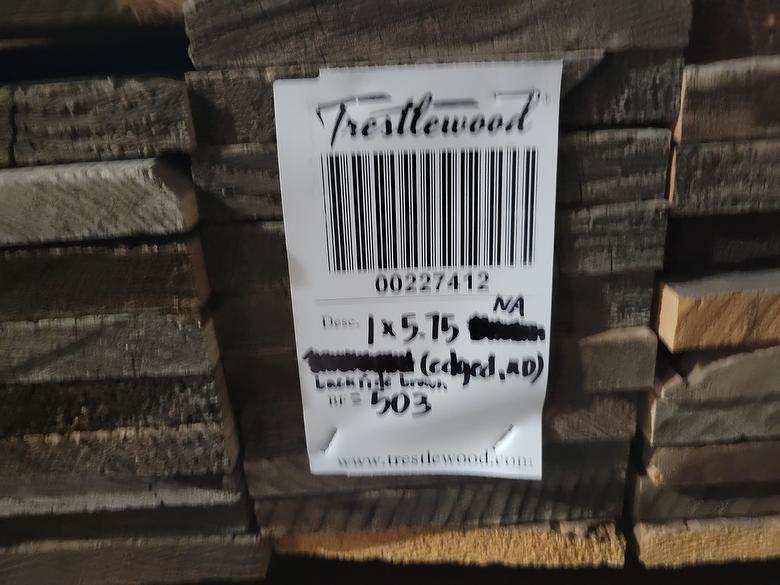 Trestlewood
00227412
NA
Desc. 1 x 5.75
(edged, KD)
BF = 503
www.trestlewood.com